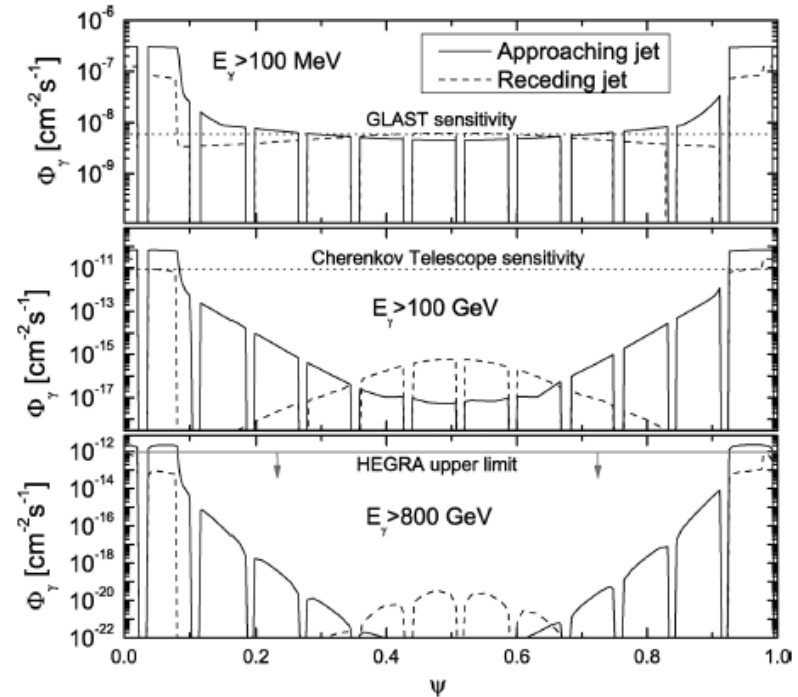 10⁻⁶
10⁻⁷
10⁻⁸
10⁻⁹
Φγ [cm⁻²s⁻¹]
Eγ>100 MeV
Approaching jet
Receding jet
GLAST sensitivity
10⁻¹¹
10⁻¹³
10⁻¹⁵
10⁻¹⁷
Φγ [cm⁻²s⁻¹]
Cherenkov Telescope sensitivity
Eγ>100 GeV
10⁻¹²
10⁻¹⁴
10⁻¹⁶
10⁻¹⁸
10⁻²⁰
10⁻²²
Φγ [cm⁻²s⁻¹]
HEGRA upper limit
Eγ>800 GeV
0.0 0.2 0.4 0.6 0.8 1.0
ψ